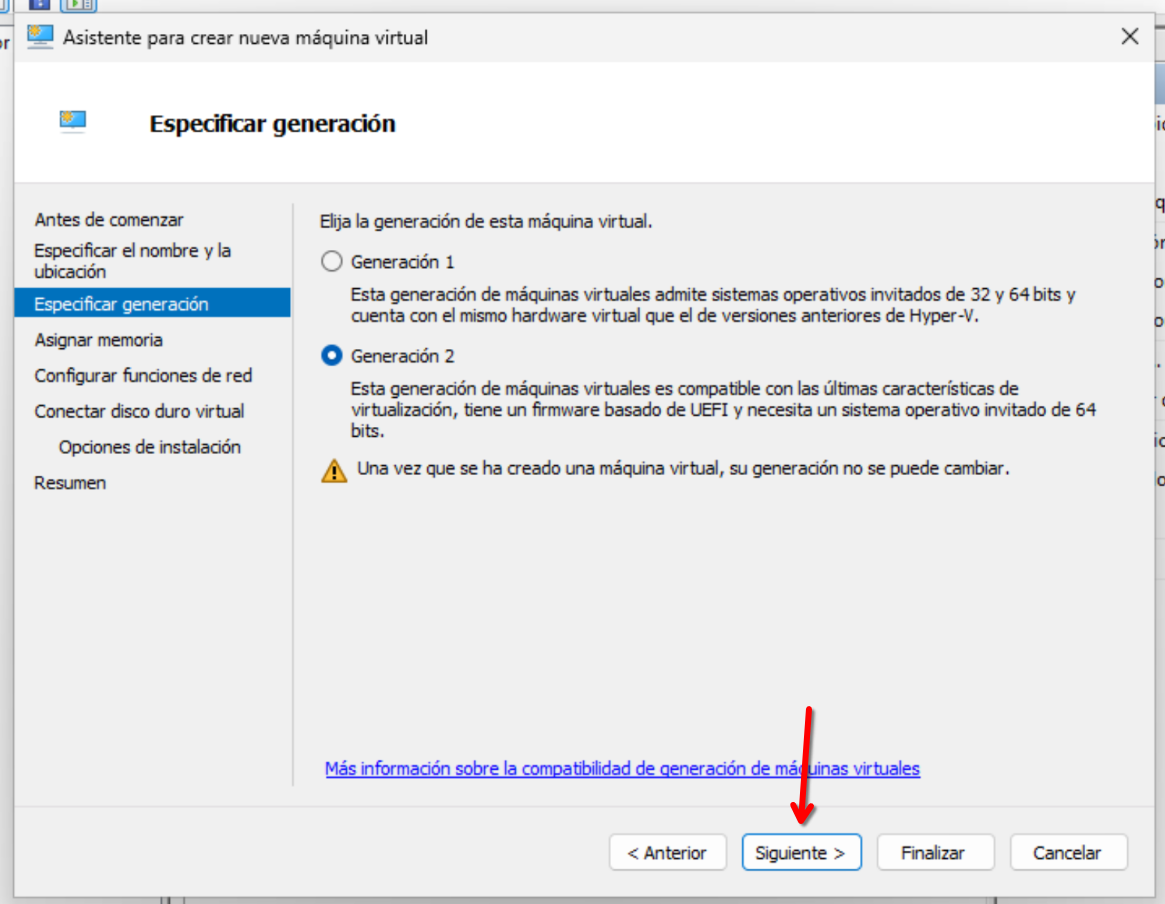 Asistente para crear nueva máquina virtual
Especificar generación
Antes de comenzar
Especificar el nombre y la
ubicación
Especificar generación
Asignar memoria
Configurar funciones de red
Conectar disco duro virtual
Opciones de instalación
Resumen
Elija la generación de esta máquina virtual.
Generación 1
Esta generación de máquinas virtuales admite sistemas operativos invitados de 32 y 64 bits y
cuenta con el mismo hardware virtual que el de versiones anteriores de Hyper-V.
Generación 2
Esta generación de máquinas virtuales es compatible con las últimas características de
virtualización, tiene un firmware basado de UEFI y necesita un sistema operativo invitado de 64
bits.
Una vez que se ha creado una máquina virtual, su generación no se puede cambiar.
Más información sobre la compatibilidad de generación de máquinas virtuales
< Anterior
Siguiente >
Finalizar
Cancelar